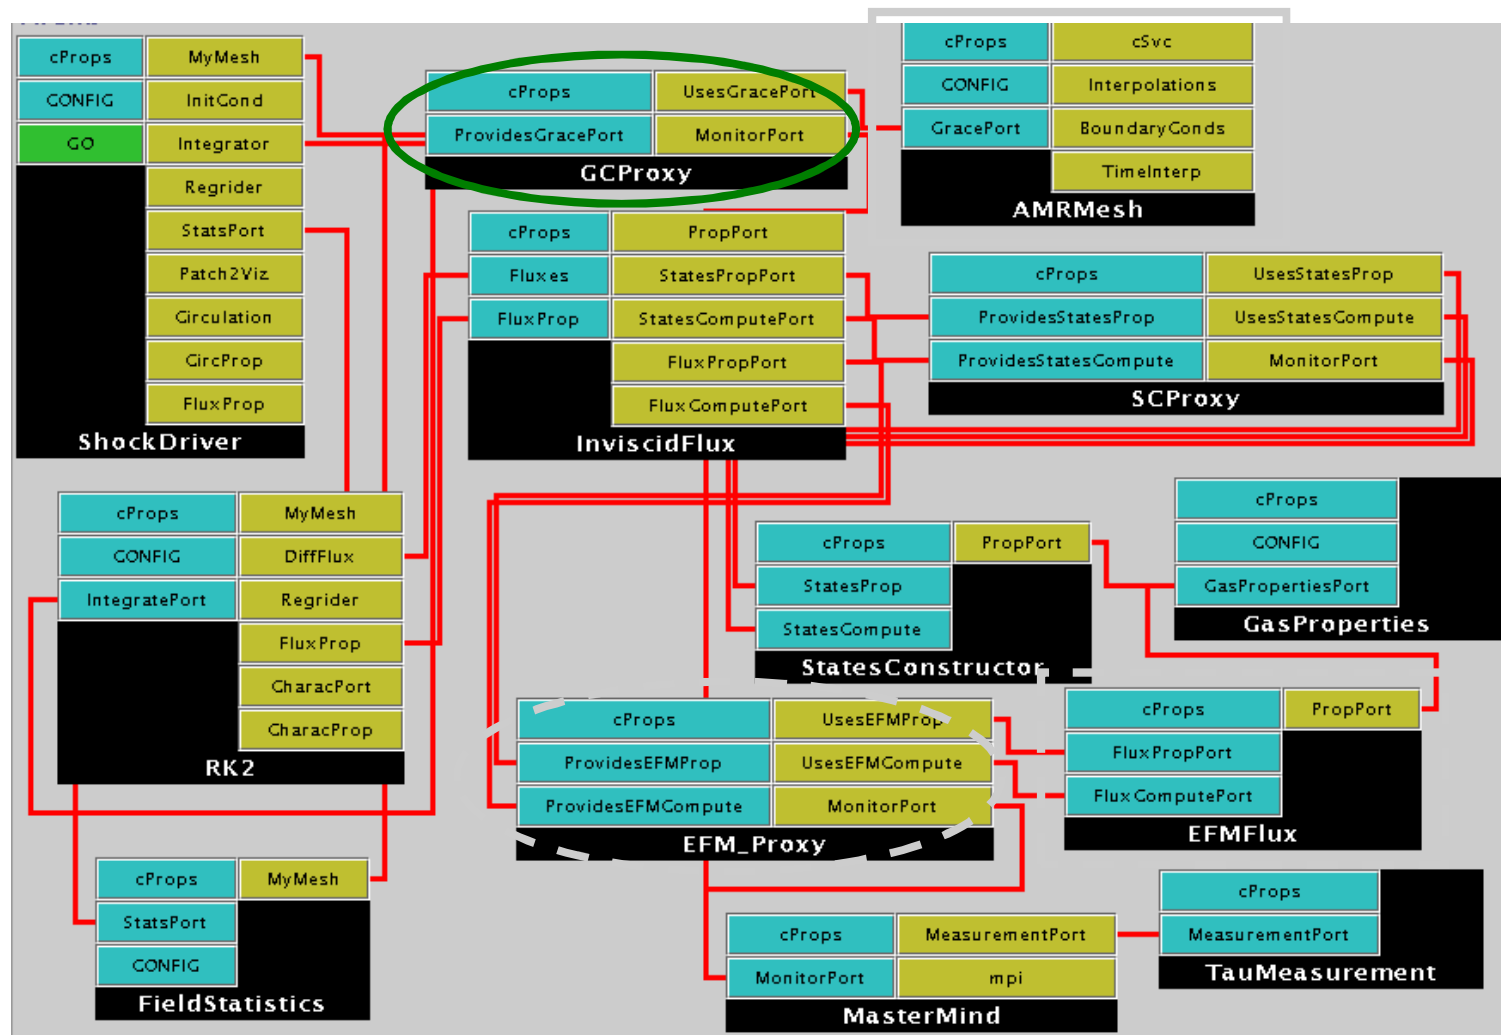 cProps MyMesh
CONFIG InitCond
GO Integrator
Regrider
StatsPort
Patch2Viz
Circulation
CircProp
FluxProp
ShockDriver
cProps UsesGracePort
ProvidesGracePort MonitorPort
GCProxy
cProps cSvc
CONFIG Interpolations
GracePort BoundaryConds
TimeInterp
AMRMesh
cProps PropPort
Fluxes StatesPropPort
FluxProp StatesComputePort
FluxPropPort
FluxComputePort
InviscidFlux
cProps UsesStatesProp
ProvidesStatesProp UsesStatesCompute
ProvidesStatesCompute MonitorPort
SCProxy
cProps MyMesh
CONFIG DiffFlux
IntegratePort Regrider
FluxProp
CharacPort
CharacProp
RK2
cProps PropPort
StatesProp
StatesCompute
StatesConstructor
cProps
CONFIG
GasPropertiesPort
GasProperties
cProps UsesEFMProp
ProvidesEFMProp UsesEFMCompute
ProvidesEFMCompute MonitorPort
EFM_Proxy
cProps PropPort
FluxPropPort
FluxComputePort
EFMFlux
cProps MyMesh
StatsPort
CONFIG
FieldStatistics
cProps MeasurementPort
MonitorPort mpi
MasterMind
cProps
MeasurementPort
TauMeasurement